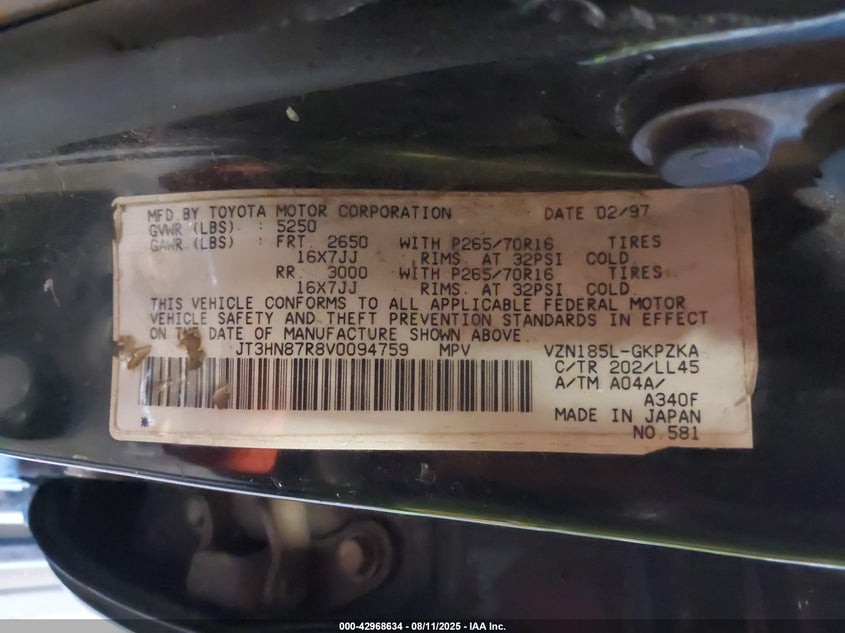 MFD. BY TOYOTA MOTOR CORPORATION DATE 02/97
GVWR (LBS) : 5250
GAWR (LBS) : FRT. 2650 WITH P265/70R16 TIRES
16X7JJ RIMS. AT 32PSI COLD.
RR. 3000 WITH P265/70R16 TIRES
16X7JJ RIMS. AT 32PSI COLD.
THIS VEHICLE CONFORMS TO ALL APPLICABLE FEDERAL MOTOR
VEHICLE SAFETY AND THEFT PREVENTION STANDARDS IN EFFECT
ON THE DATE OF MANUFACTURE SHOWN ABOVE.
JT3HN87R8V0094759 MPV VZN185L-GKPZKA
C/TR 202/LL45
A/TM A04A/
A340F
MADE IN JAPAN
* NO.581
000-42968634 - 08/11/2025 - IAA Inc.